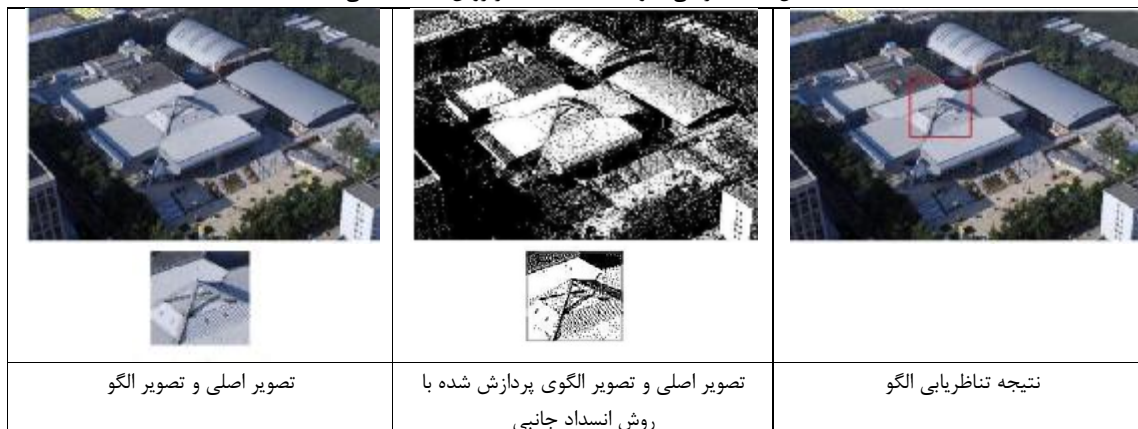 نتیجه تناظریابی الگو
تصویر اصلی و تصویر الگوی پردازش شده با
روش انسداد جانبی
تصویر اصلی و تصویر الگو